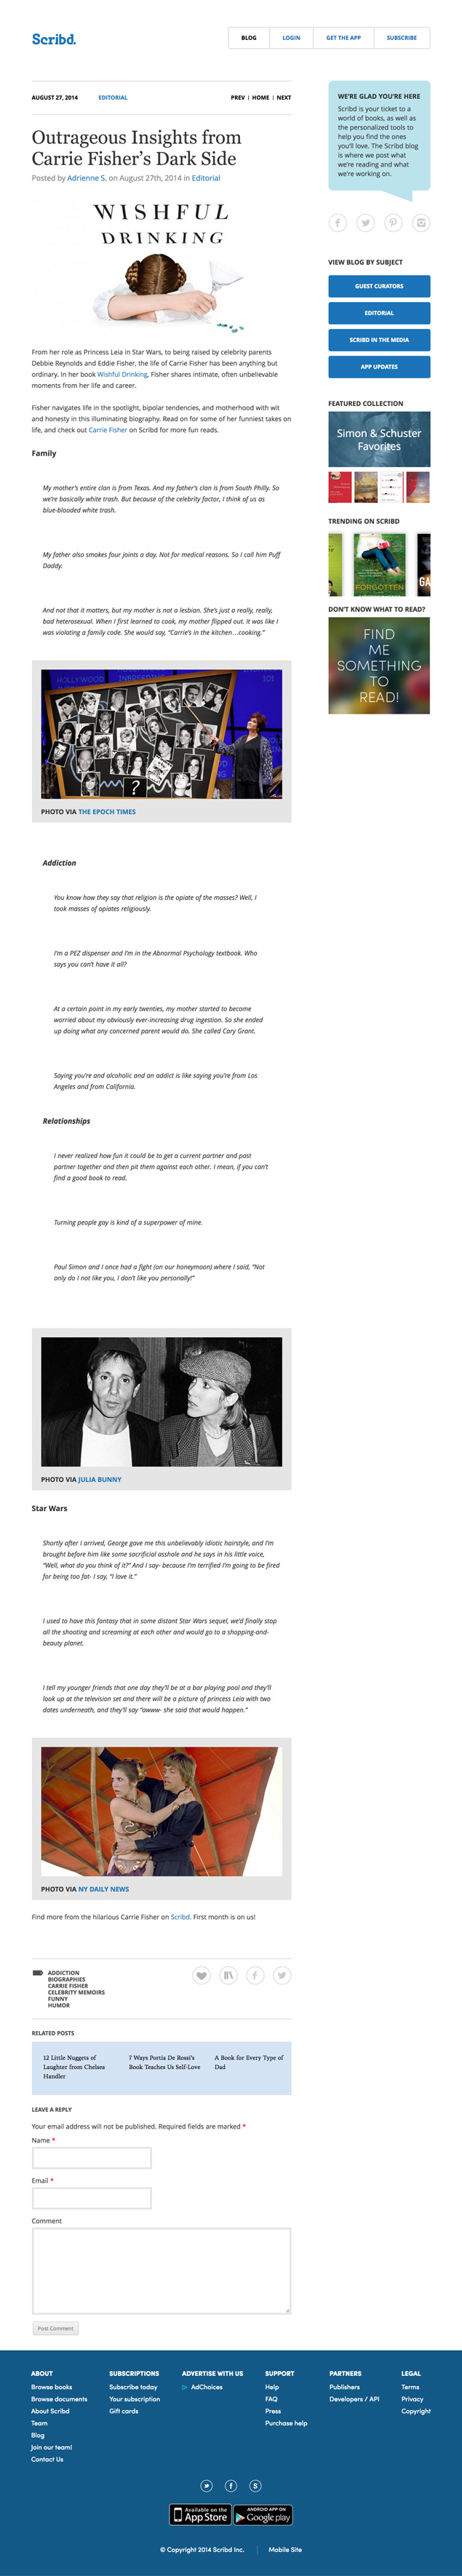 Scribd.
BLOG
LOGIN
GET THE APP
SUBSCRIBE
AUGUST 27, 2014
EDITORIAL
PREV | HOME | NEXT
Outrageous Insights from
Carrie Fisher's Dark Side
Posted by Adrienne S. on August 27th, 2014 in Editorial
WISHFUL
DRINKING
From her role as Princess Leia in Star Wars, to being raised by celebrity parents
Debbie Reynolds and Eddie Fisher, the life of Carrie Fisher has been anything but
ordinary. In her book Wishful Drinking, Fisher shares intimate, often unbelievable
moments from her life and career.
Fisher navigates life in the spotlight, bipolar tendencies, and motherhood with wit
and honesty in this illuminating biography. Read on for some of her funniest takes on
life, and check out Carrie Fisher on Scribd for more fun reads.
Family
My mother's entire clan is from Texas. And my father's clan is from South Philly. So
we're basically white trash. But because of the celebrity factor, I think of us as
blue-blooded white trash.
My father also smokes four joints a day. Not for medical reasons. So I call him Puff
Daddy.
And not that it matters, but my mother is not a lesbian. She's just a really, really,
bad heterosexual. When I first learned to cook, my mother flipped out. It was like I
was violating a family code. She would say, "Carrie's in the kitchen…cooking."
HOLLYWOOD
INBREEDING
101
?
PHOTO VIA THE EPOCH TIMES
Addiction
You know how they say that religion is the opiate of the masses? Well, I
took masses of opiates religiously.
I'm a PEZ dispenser and I'm in the Abnormal Psychology textbook. Who
says you can't have it all?
At a certain point in my early twenties, my mother started to become
worried about my obviously ever-increasing drug ingestion. So she ended
up doing what any concerned parent would do. She called Cary Grant.
Saying you're and alcoholic and an addict is like saying you're from Los
Angeles and from California.
Relationships
I never realized how fun it could be to get a current partner and past
partner together and then pit them against each other. I mean, if you can't
find a good book to read.
Turning people gay is kind of a superpower of mine.
Paul Simon and I once had a fight (on our honeymoon) where I said, "Not
only do I not like you, I don't like you personally!"
PHOTO VIA JULIA BUNNY
Star Wars
Shortly after I arrived, George gave me this unbelievably idiotic hairstyle, and I'm
brought before him like some sacrificial asshole and he says in his little voice,
"Well, what do you think of it?" And I say- because I'm terrified I'm going to be fired
for being too fat- I say, "I love it."
I used to have this fantasy that in some distant Star Wars sequel, we'd finally stop
all the shooting and screaming at each other and would go to a shopping-and-
beauty planet.
I tell my younger friends that one day they'll be at a bar playing pool and they'll
look up at the television set and there will be a picture of princess Leia with two
dates underneath, and they'll say "awww- she said that would happen."
PHOTO VIA NY DAILY NEWS
Find more from the hilarious Carrie Fisher on Scribd. First month is on us!
ADDICTION
BIOGRAPHIES
CARRIE FISHER
CELEBRITY MEMOIRS
FUNNY
HUMOR
RELATED POSTS
12 Little Nuggets of
Laughter from Chelsea
Handler
7 Ways Portia De Rossi's
Book Teaches Us Self-Love
A Book for Every Type of
Dad
LEAVE A REPLY
Your email address will not be published. Required fields are marked *
Name *
Email *
Comment
Post Comment
WE'RE GLAD YOU'RE HERE
Scribd is your ticket to a
world of books, as well as
the personalized tools to
help you find the ones
you'll love. The Scribd blog
is where we post what
we're reading and what
we're working on.
VIEW BLOG BY SUBJECT
GUEST CURATORS
EDITORIAL
SCRIBD IN THE MEDIA
APP UPDATES
FEATURED COLLECTION
Simon & Schuster
Favorites
TRENDING ON SCRIBD
FORGOTTEN
GA
DON'T KNOW WHAT TO READ?
FIND
ME
SOMETHING
TO
READ!
ABOUT
Browse books
Browse documents
About Scribd
Team
Blog
Join our team!
Contact Us
SUBSCRIPTIONS
Subscribe today
Your subscription
Gift cards
ADVERTISE WITH US
AdChoices
SUPPORT
Help
FAQ
Press
Purchase help
PARTNERS
Publishers
Developers / API
LEGAL
Terms
Privacy
Copyright
Available on the
App Store
ANDROID APP ON
Google play
© Copyright 2014 Scribd Inc. | Mobile Site